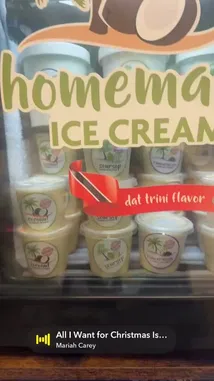 homema
ICE CREAM
dat trini flavor
All I Want for Christmas Is...
Mariah Carey